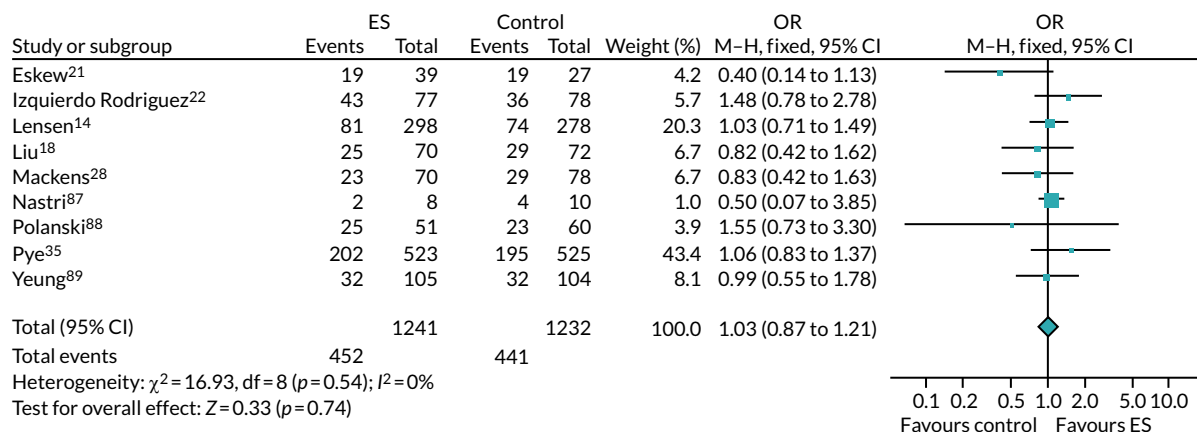 ES Control OR OR
Study or subgroup Events Total Events Total Weight (%) M–H, fixed, 95% CI M–H, fixed, 95% CI
Eskew21 19 39 19 27 4.2 0.40 (0.14 to 1.13)
Izquierdo Rodriguez22 43 77 36 78 5.7 1.48 (0.78 to 2.78)
Lensen14 81 298 74 278 20.3 1.03 (0.71 to 1.49)
Liu18 25 70 29 72 6.7 0.82 (0.42 to 1.62)
Mackens28 23 70 29 78 6.7 0.83 (0.42 to 1.63)
Nastri87 2 8 4 10 1.0 0.50 (0.07 to 3.85)
Polanski88 25 51 23 60 3.9 1.55 (0.73 to 3.30)
Pye35 202 523 195 525 43.4 1.06 (0.83 to 1.37)
Yeung89 32 105 32 104 8.1 0.99 (0.55 to 1.78)
Total (95% CI) 1241 1232 100.0 1.03 (0.87 to 1.21)
Total events 452 441
Heterogeneity: χ2 = 16.93, df = 8 (p = 0.54); I2 = 0%
Test for overall effect: Z = 0.33 (p = 0.74)
0.1 0.2 0.5 1.0 2.0 5.0 10.0
Favours control Favours ES